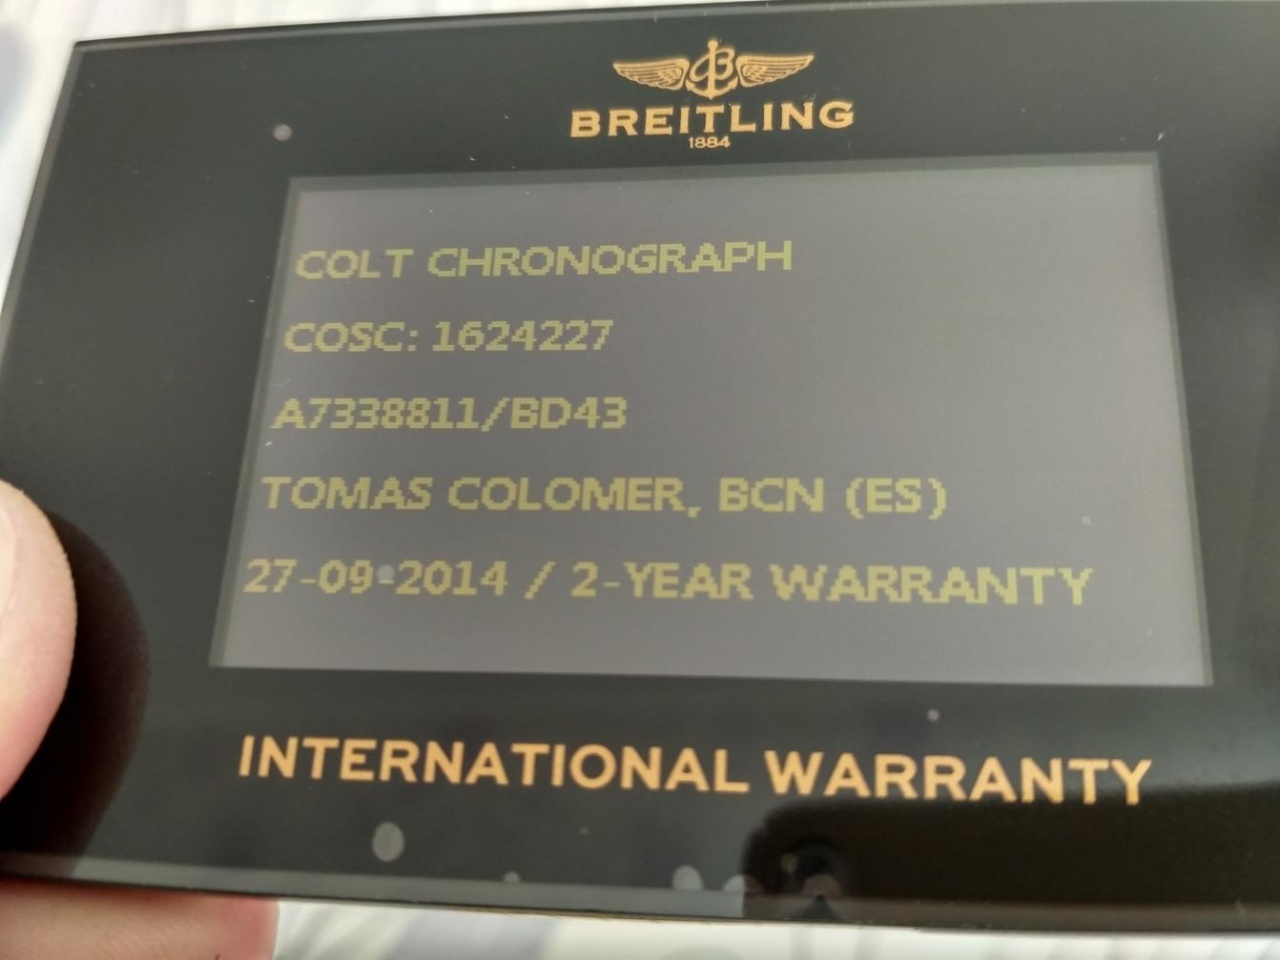 BREITLING
1884
COLT CHRONOGRAPH
COSC: 1624227
A7338811/BD43
TOMAS COLOMER, BCN (ES)
27-09-2014 / 2-YEAR WARRANTY
INTERNATIONAL WARRANTY